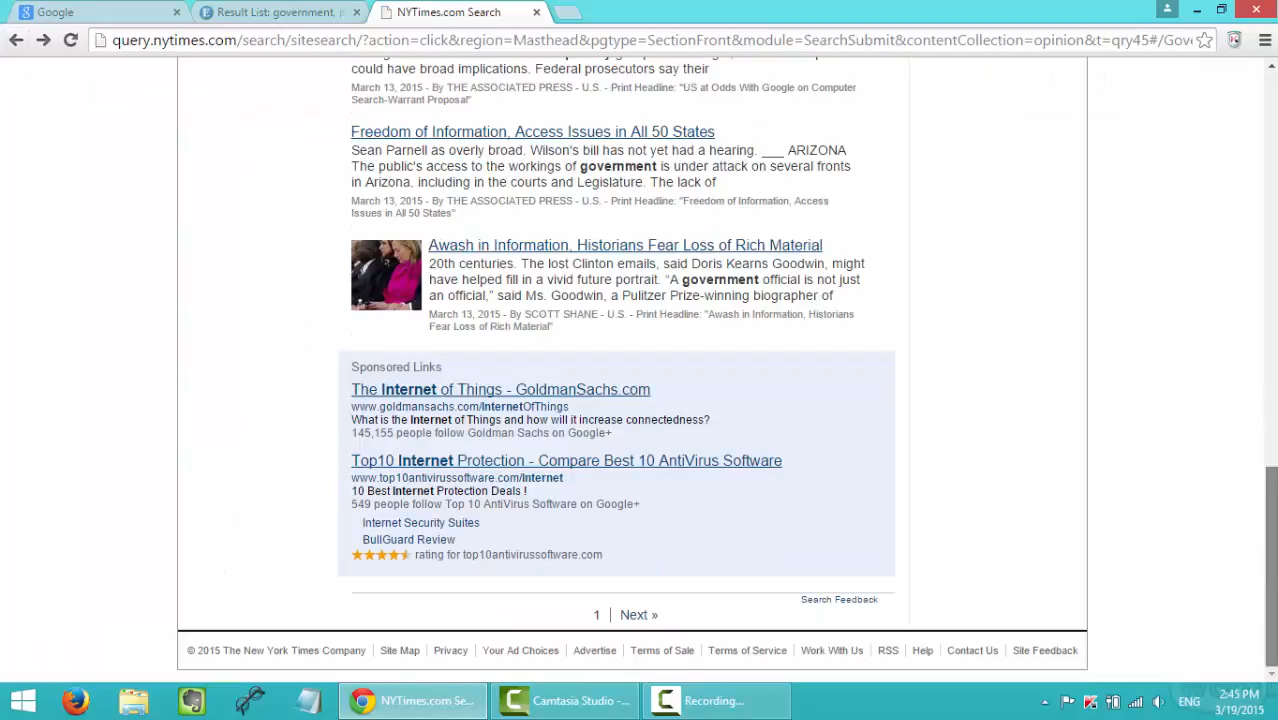 Google
Result List: government, p
NYTimes.com Search
query.nytimes.com/search/sitesearch/?action=click&region=Masthead&pgtype=SectionFront&module=SearchSubmit&contentCollection=opinion&t=qry45#/Gov
could have broad implications. Federal prosecutors say their
March 13, 2015 - By THE ASSOCIATED PRESS - U.S. - Print Headline: "US at Odds With Google on Computer
Search-Warrant Proposal"
Freedom of Information, Access Issues in All 50 States
Sean Parnell as overly broad. Wilson's bill has not yet had a hearing. ___ ARIZONA
The public's access to the workings of government is under attack on several fronts
in Arizona, including in the courts and Legislature. The lack of
March 13, 2015 - By THE ASSOCIATED PRESS - U.S. - Print Headline: "Freedom of Information, Access
Issues in All 50 States"
Awash in Information, Historians Fear Loss of Rich Material
20th centuries. The lost Clinton emails, said Doris Kearns Goodwin, might
have helped fill in a vivid future portrait. “A government official is not just
an official,” said Ms. Goodwin, a Pulitzer Prize-winning biographer of
March 13, 2015 - By SCOTT SHANE - U.S. - Print Headline: "Awash in Information, Historians
Fear Loss of Rich Material"
Sponsored Links
The Internet of Things - GoldmanSachs.com
www.goldmansachs.com/InternetOfThings
What is the Internet of Things and how will it increase connectedness?
145,155 people follow Goldman Sachs on Google+
Top10 Internet Protection - Compare Best 10 AntiVirus Software
www.top10antivirussoftware.com/Internet
10 Best Internet Protection Deals !
549 people follow Top 10 AntiVirus Software on Google+
Internet Security Suites
BullGuard Review
rating for top10antivirussoftware.com
Search Feedback
1 | Next »
© 2015 The New York Times Company | Site Map | Privacy | Your Ad Choices | Advertise | Terms of Sale | Terms of Service | Work With Us | RSS | Help | Contact Us | Site Feedback
NYTimes.com Se...
Camtasia Studio -...
Recording...
ENG
2:45 PM
3/19/2015